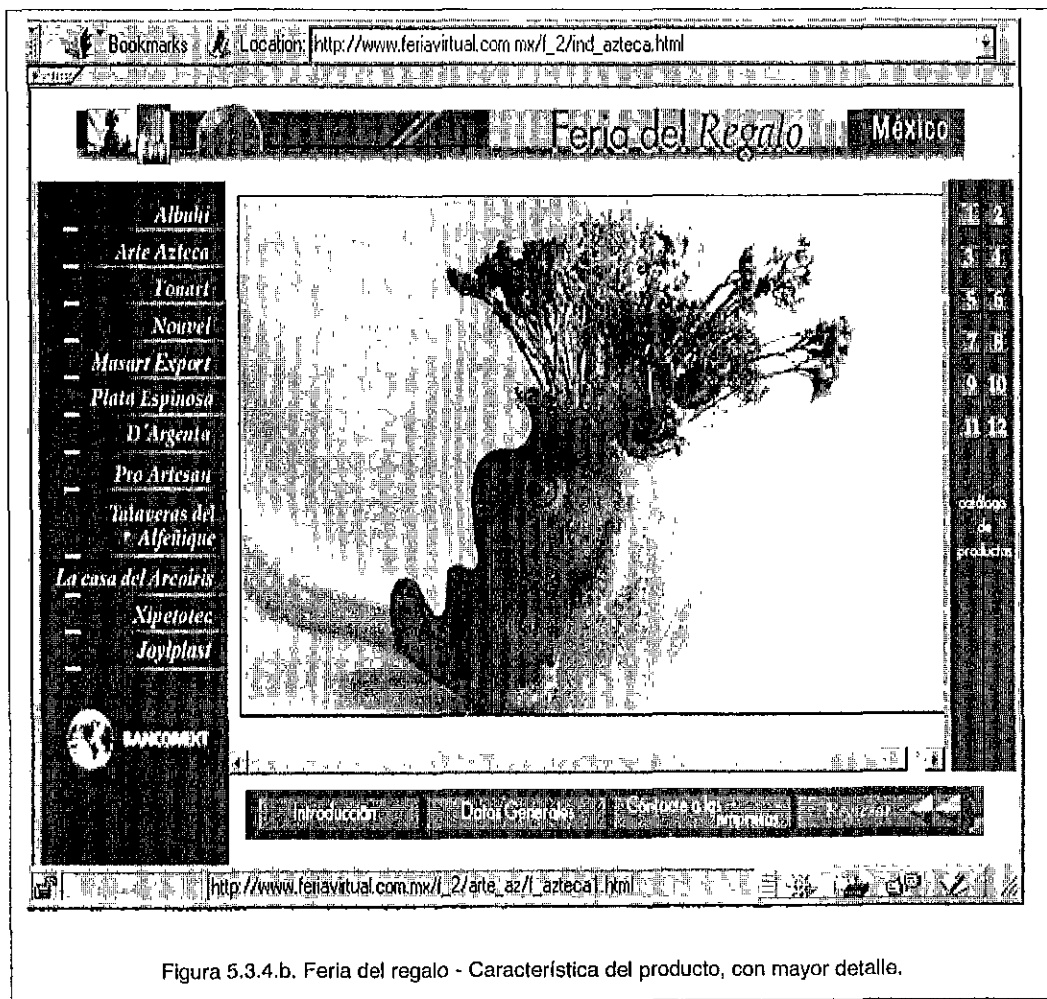 Bookmarks Location: http://www.feriavirtual.com.mx/f_2/ind_azteca.html
Feria del Regalo México
Albuhi
Arte Azteca
Tonart
Nouvel
Masart Export
Plata Espinosa
D'Argenta
Pro Artesan
Talaveras del
Alfeñique
La casa del Arcoiris
Xipetotec
Joylplast
BANCOMEXT
1 2
3 4
5 6
7 8
9 10
11 12
catálogo
de
productos
Introducción Datos Generales Contacte a las
empresas Regresar
http://www.feriavirtual.com.mx/f_2/arte_az/f_azteca1.html
Figura 5.3.4.b. Feria del regalo - Característica del producto, con mayor detalle.